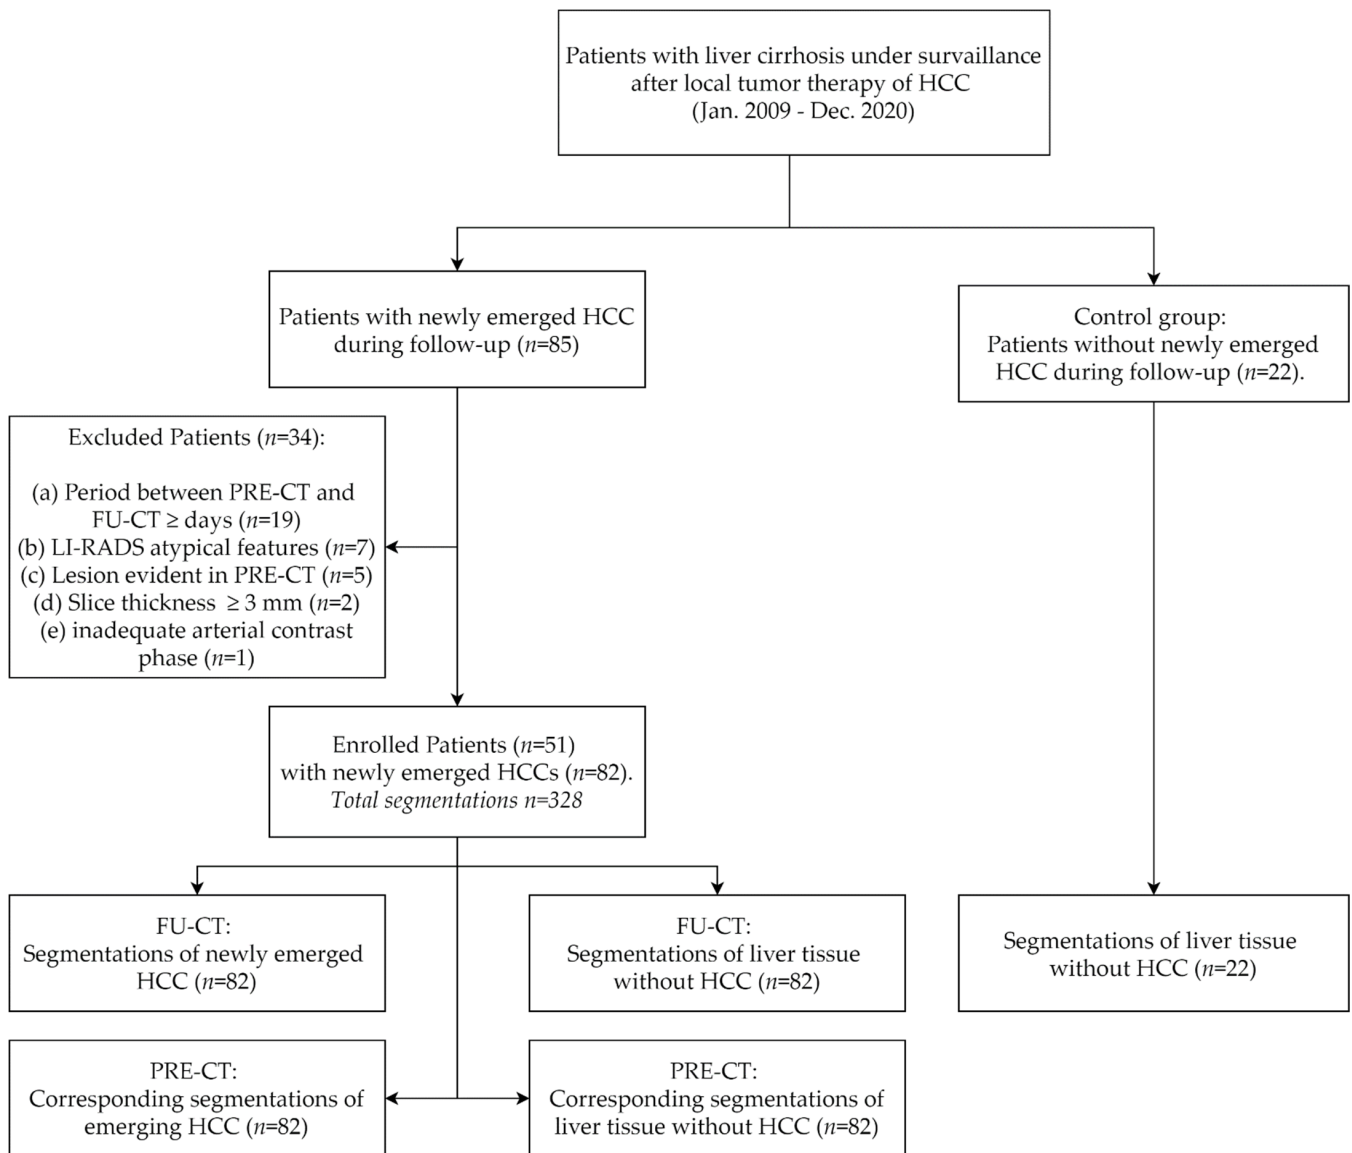 Patients with liver cirrhosis under survaillance
after local tumor therapy of HCC
(Jan. 2009 - Dec. 2020)
Patients with newly emerged HCC
during follow-up (n=85)
Control group:
Patients without newly emerged
HCC during follow-up (n=22).
Excluded Patients (n=34):
(a) Period between PRE-CT and
FU-CT ≥ days (n=19)
(b) LI-RADS atypical features (n=7)
(c) Lesion evident in PRE-CT (n=5)
(d) Slice thickness ≥ 3 mm (n=2)
(e) inadequate arterial contrast
phase (n=1)
Enrolled Patients (n=51)
with newly emerged HCCs (n=82).
Total segmentations n=328
FU-CT:
Segmentations of newly emerged
HCC (n=82)
FU-CT:
Segmentations of liver tissue
without HCC (n=82)
Segmentations of liver tissue
without HCC (n=22)
PRE-CT:
Corresponding segmentations of
emerging HCC (n=82)
PRE-CT:
Corresponding segmentations of
liver tissue without HCC (n=82)